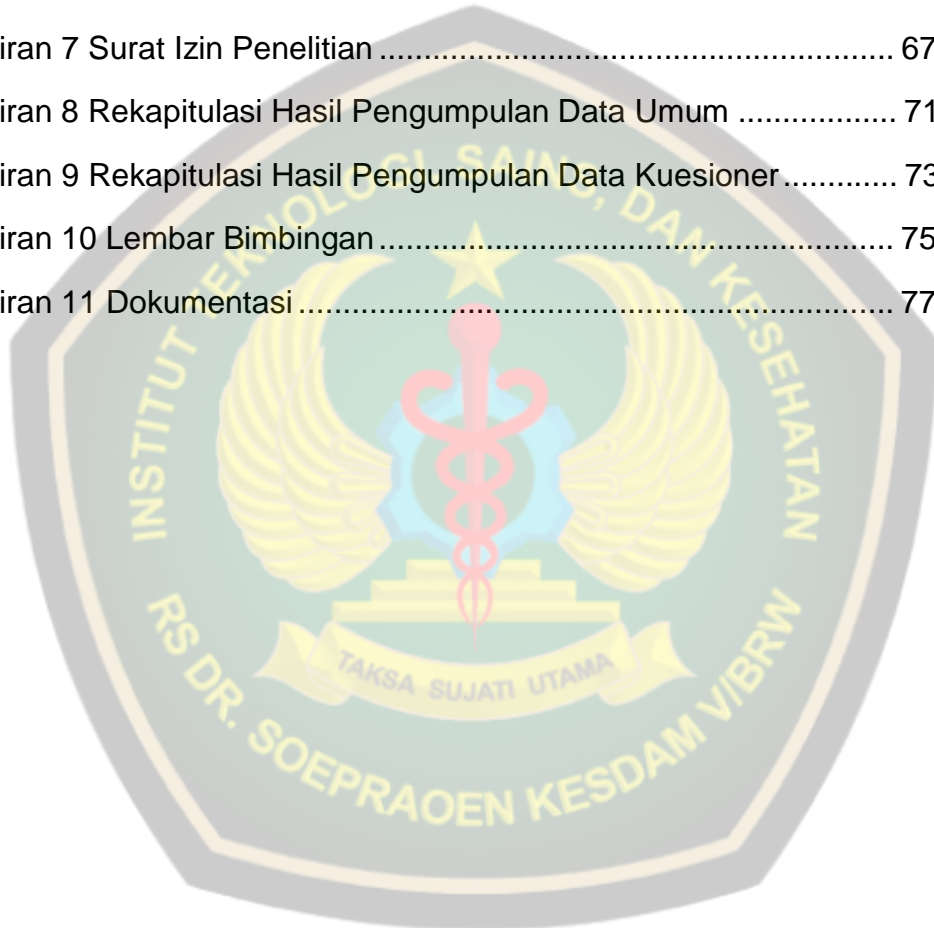 iran 7 Surat Izin Penelitian .......................................................... 67
iran 8 Rekapitulasi Hasil Pengumpulan Data Umum .................. 71
iran 9 Rekapitulasi Hasil Pengumpulan Data Kuesioner ............. 73
iran 10 Lembar Bimbingan .......................................................... 75
iran 11 Dokumentasi ................................................................... 77
INSTITUT TEKNOLOGI, SAINS, DAN KESEHATAN
TAKSA SUJATI UTAMA
RS DR. SOEPRAOEN KESDAM V/BRW